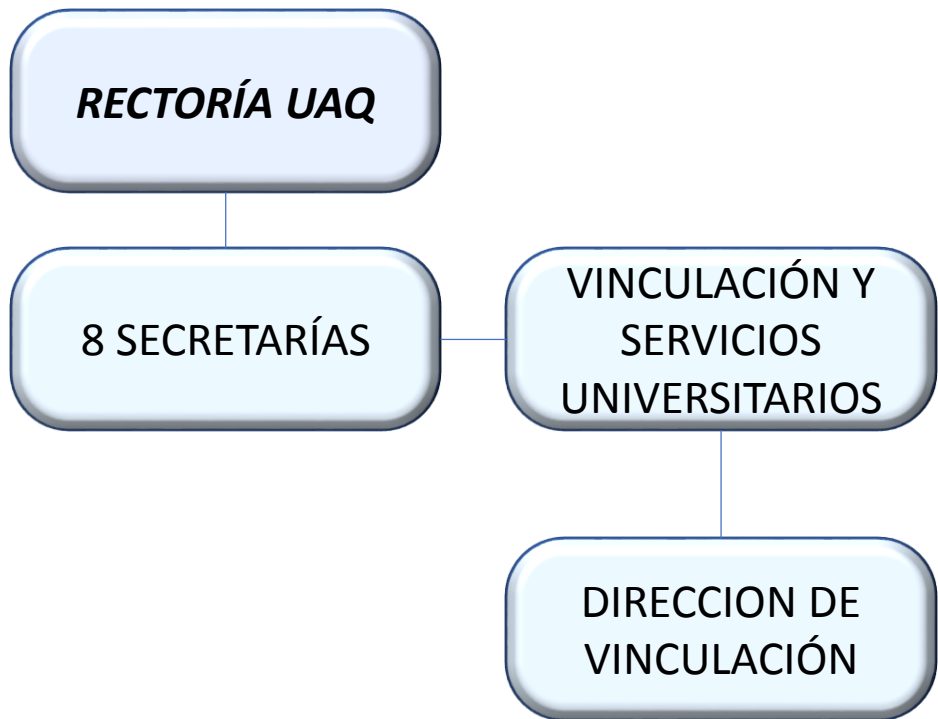 RECTORÍA UAQ
8 SECRETARÍAS
VINCULACIÓN Y
SERVICIOS
UNIVERSITARIOS
DIRECCION DE
VINCULACIÓN